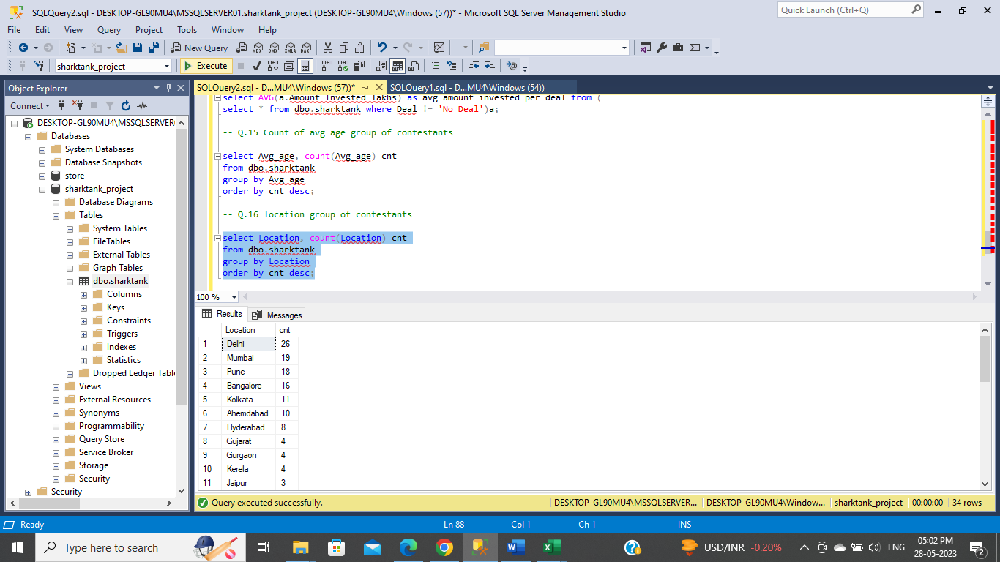 SQLQuery2.sql - DESKTOP-GL90MU4\MSSQLSERVER01.sharktank_project (DESKTOP-GL90MU4\Windows (57))* - Microsoft SQL Server Management Studio
Quick Launch (Ctrl+Q)
File Edit View Query Project Tools Window Help
New Query
MDX DMX XMLA DAX
sharktank_project
Execute
Object Explorer
Connect
DESKTOP-GL90MU4\MSSQLSERVER
Databases
System Databases
Database Snapshots
store
sharktank_project
Database Diagrams
Tables
System Tables
FileTables
External Tables
Graph Tables
dbo.sharktank
Columns
Keys
Constraints
Triggers
Indexes
Statistics
Dropped Ledger Tabl
Views
External Resources
Synonyms
Programmability
Query Store
Service Broker
Storage
Security
Security
SQLQuery2.sql - D...MU4\Windows (57))*
SQLQuery1.sql - D...MU4\Windows (54))
select AVG(a.Amount_Invested_lakhs) as avg_amount_invested_per_deal from (
select * from dbo.sharktank where Deal != 'No Deal')a;
-- Q.15 Count of avg age group of contestants
select Avg_age, count(Avg_age) cnt
from dbo.sharktank
group by Avg_age
order by cnt desc;
-- Q.16 location group of contestants
select Location, count(Location) cnt
from dbo.sharktank
group by Location
order by cnt desc;
100 %
Results Messages
Location cnt
1 Delhi 26
2 Mumbai 19
3 Pune 18
4 Bangalore 16
5 Kolkata 11
6 Ahemdabad 10
7 Hyderabad 8
8 Gujarat 4
9 Gurgaon 4
10 Kerela 4
11 Jaipur 3
Query executed successfully.
DESKTOP-GL90MU4\MSSQLSERVER... DESKTOP-GL90MU4\Window... sharktank_project 00:00:00 34 rows
Ready
Ln 88 Col 1 Ch 1 INS
Type here to search
USD/INR -0.20%
ENG
05:02 PM
28-05-2023
2